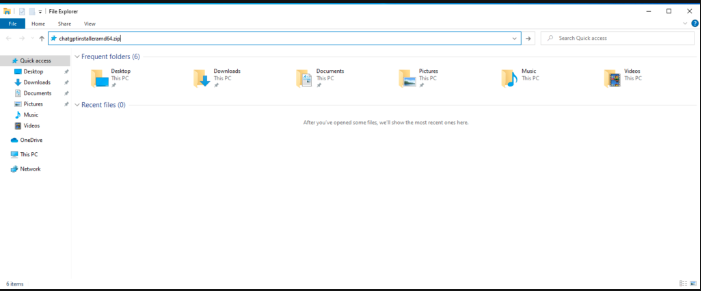 File Explorer
File Home Share View
chatgptinstalleramd64.zip
Search Quick access
Quick access
Desktop
Downloads
Documents
Pictures
Music
Videos
OneDrive
This PC
Network
Frequent folders (6)
Desktop
This PC
Downloads
This PC
Documents
This PC
Pictures
This PC
Music
This PC
Videos
This PC
Recent files (0)
After you've opened some files, we'll show the most recent ones here.
6 items